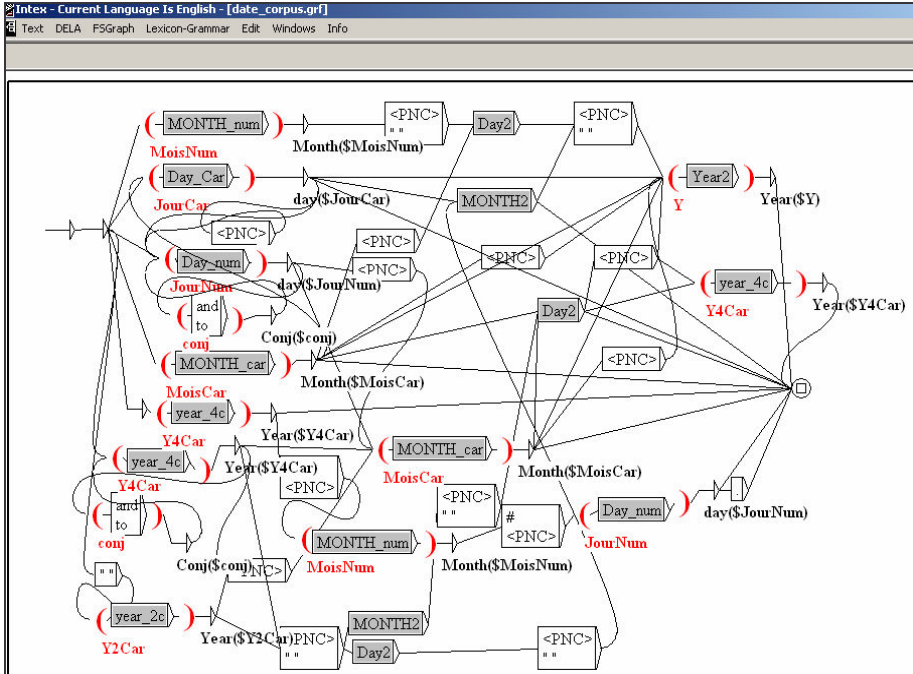 Intex - Current Language Is English - [date_corpus.grf]
Text DELA FSGraph Lexicon-Grammar Edit Windows Info
MONTH_num
MoisNum
Month($MoisNum)
<PNC>
" "
Day2
<PNC>
" "
Day_Car
JourCar
day($JourCar)
MONTH2
Year2
Y
Year($Y)
<PNC>
<PNC>
Day_num
JourNum
day($JourNum)
<PNC>
<PNC>
<PNC>
year_4c
Y4Car
Year($Y4Car)
and
to
conj
Conj($conj)
Day2
MONTH_car
MoisCar
Month($MoisCar)
<PNC>
year_4c
Y4Car
Year($Y4Car)
year_4c
Y4Car
Year($Y4Car)
<PNC>
MONTH_car
MoisCar
Month($MoisCar)
<PNC>
" "
#
<PNC>
Day_num
JourNum
.
day($JourNum)
and
to
conj
Conj($conj)
MONTH_num
MoisNum
Month($MoisNum)
" "
PNC>
year_2c
Y2Car
Year($Y2Car)
<PNC>
" "
MONTH2
Day2
<PNC>
" "